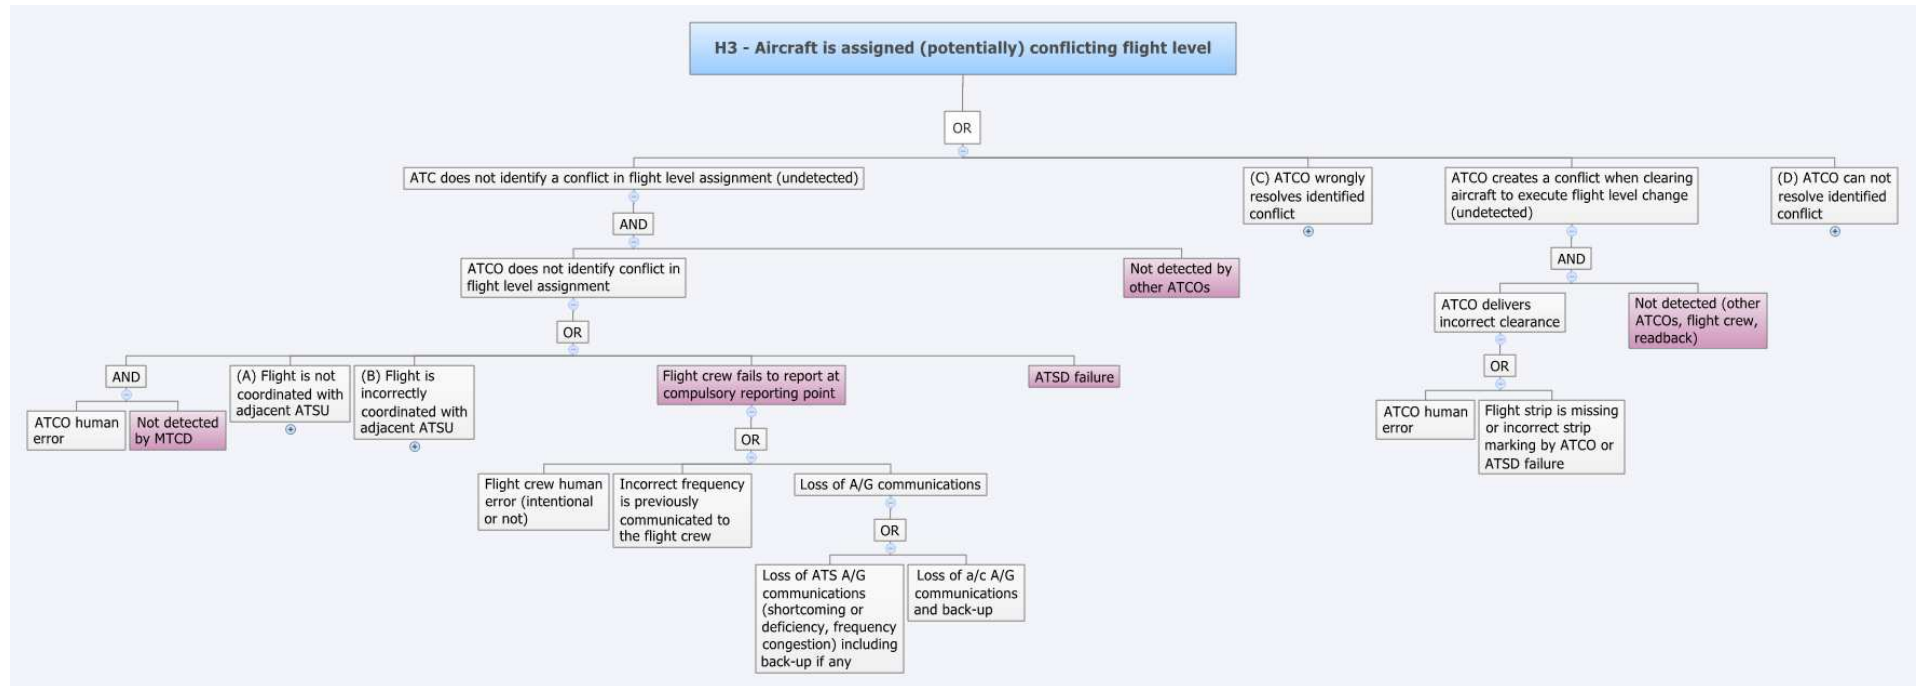 H3 - Aircraft is assigned (potentially) conflicting flight level
OR
ATC does not identify a conflict in flight level assignment (undetected)
(C) ATCO wrongly
resolves identified
conflict
ATCO creates a conflict when clearing
aircraft to execute flight level change
(undetected)
(D) ATCO can not
resolve identified
conflict
AND
ATCO does not identify conflict in
flight level assignment
Not detected by
other ATCOs
AND
ATCO delivers
incorrect clearance
Not detected (other
ATCOs, flight crew,
readback)
OR
OR
AND
(A) Flight is not
coordinated with
adjacent ATSU
(B) Flight is
incorrectly
coordinated with
adjacent ATSU
Flight crew fails to report at
compulsory reporting point
ATSD failure
ATCO human
error
Not detected
by MTCD
ATCO human
error
Flight strip is missing
or incorrect strip
marking by ATCO or
ATSD failure
OR
Flight crew human
error (intentional
or not)
Incorrect frequency
is previously
communicated to
the flight crew
Loss of A/G communications
OR
Loss of ATS A/G
communications
(shortcoming or
deficiency, frequency
congestion) including
back-up if any
Loss of a/c A/G
communications
and back-up